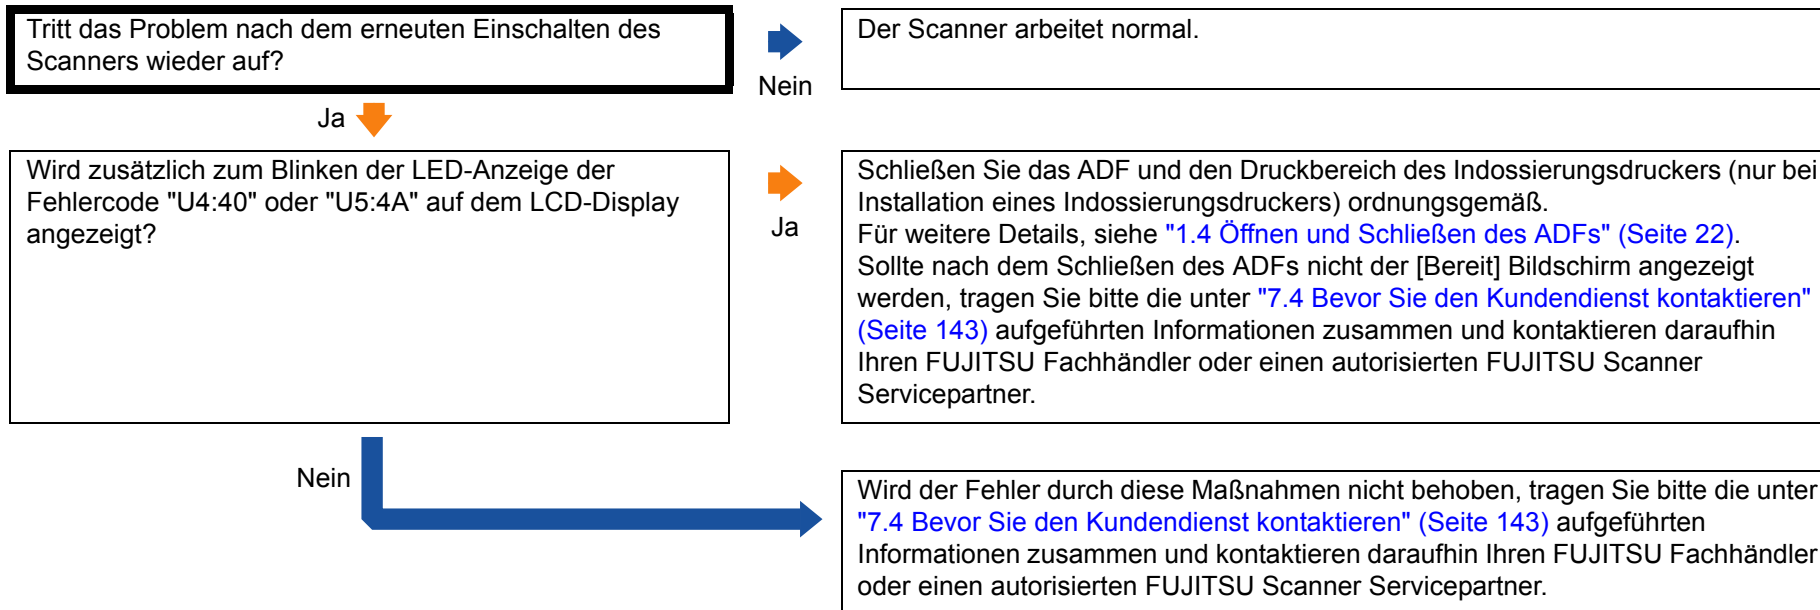 Tritt das Problem nach dem erneuten Einschalten des
Scanners wieder auf?
Nein
Der Scanner arbeitet normal.
Ja
Wird zusätzlich zum Blinken der LED-Anzeige der
Fehlercode "U4:40" oder "U5:4A" auf dem LCD-Display
angezeigt?
Ja
Schließen Sie das ADF und den Druckbereich des Indossierungsdruckers (nur bei
Installation eines Indossierungsdruckers) ordnungsgemäß.
Für weitere Details, siehe "1.4 Öffnen und Schließen des ADFs" (Seite 22).
Sollte nach dem Schließen des ADFs nicht der [Bereit] Bildschirm angezeigt
werden, tragen Sie bitte die unter "7.4 Bevor Sie den Kundendienst kontaktieren"
(Seite 143) aufgeführten Informationen zusammen und kontaktieren daraufhin
Ihren FUJITSU Fachhändler oder einen autorisierten FUJITSU Scanner
Servicepartner.
Nein
Wird der Fehler durch diese Maßnahmen nicht behoben, tragen Sie bitte die unter
"7.4 Bevor Sie den Kundendienst kontaktieren" (Seite 143) aufgeführten
Informationen zusammen und kontaktieren daraufhin Ihren FUJITSU Fachhändler
oder einen autorisierten FUJITSU Scanner Servicepartner.